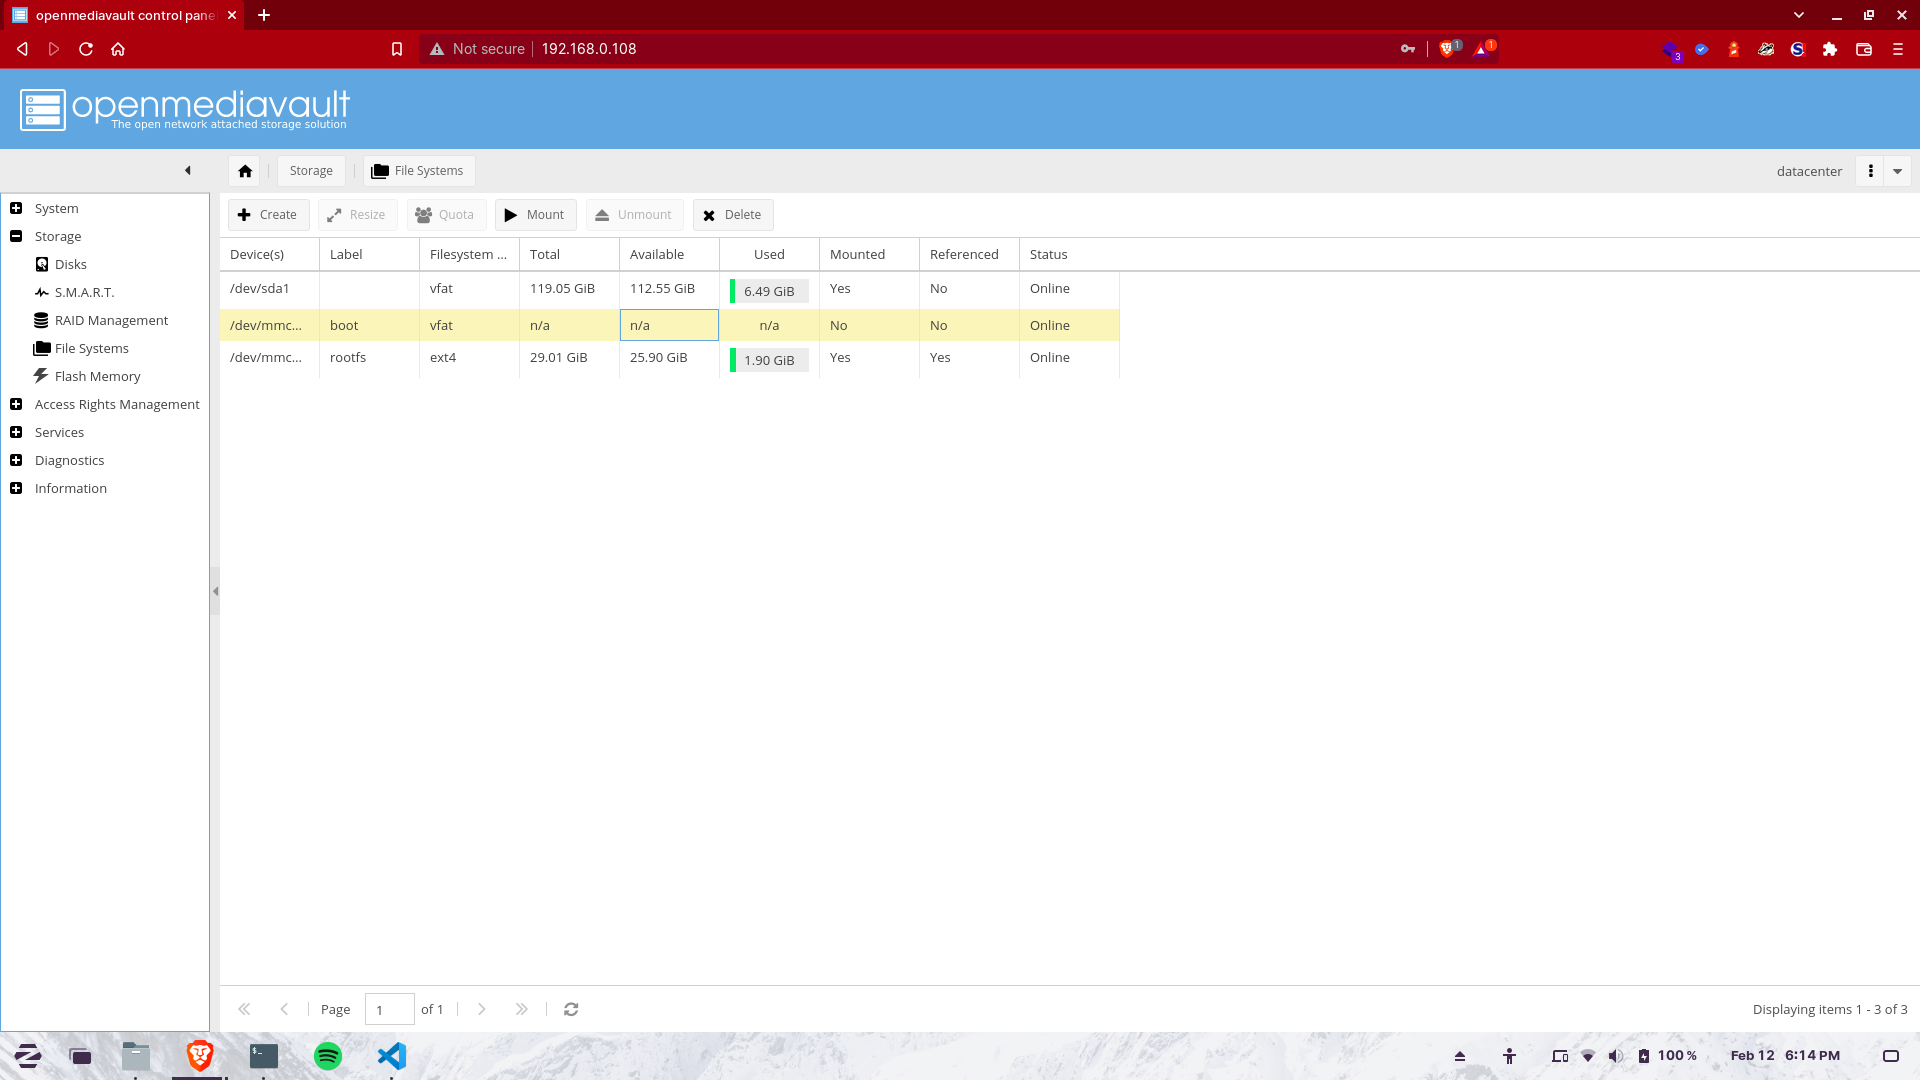 openmediavault control pane
Not secure 192.168.0.108
1
1
3
openmediavault
The open network attached storage solution
Storage File Systems datacenter
Create Resize Quota Mount Unmount Delete
System
Storage
Disks
S.M.A.R.T.
RAID Management
File Systems
Flash Memory
Access Rights Management
Services
Diagnostics
Information
Device(s) Label Filesystem ... Total Available Used Mounted Referenced Status
/dev/sda1 vfat 119.05 GiB 112.55 GiB 6.49 GiB Yes No Online
/dev/mmc... boot vfat n/a n/a n/a No No Online
/dev/mmc... rootfs ext4 29.01 GiB 25.90 GiB 1.90 GiB Yes Yes Online
Page 1 of 1 Displaying items 1 - 3 of 3
100 % Feb 12 6:14 PM